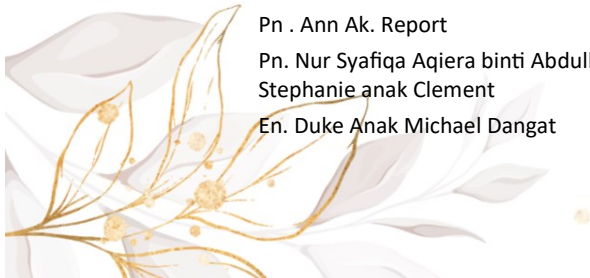 Pn . Ann Ak. Report
Pn. Nur Syafiqa Aqiera binti
Stephanie anak Clement
En. Duke Anak Michael Dangat